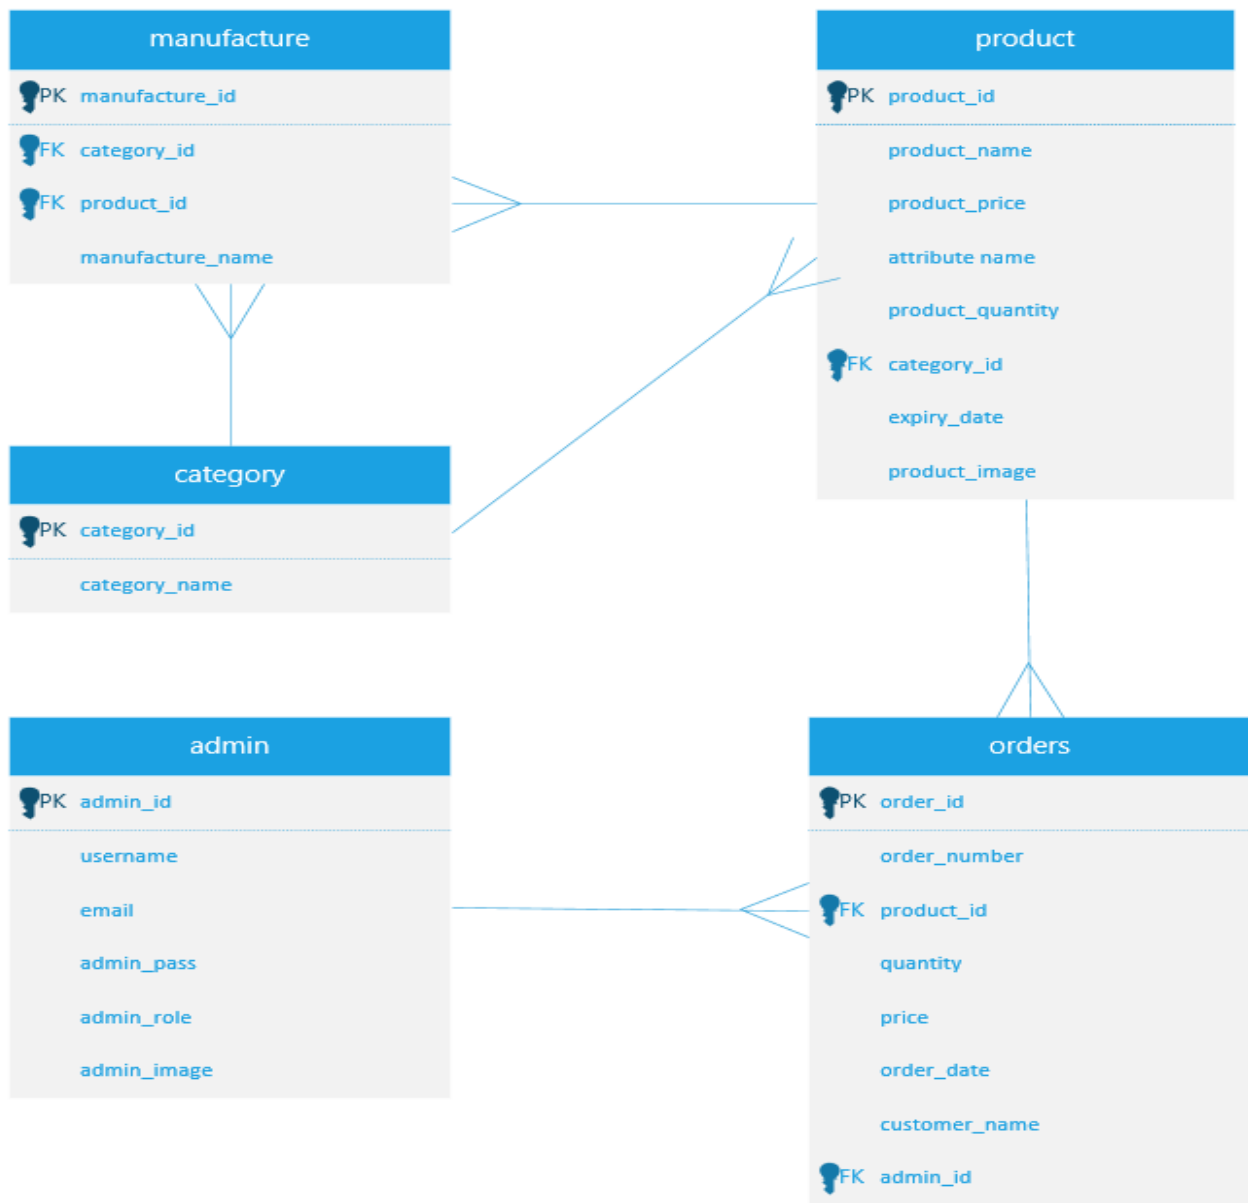 manufacture
PK manufacture_id
FK category_id
FK product_id
manufacture_name
product
PK product_id
product_name
product_price
attribute name
product_quantity
FK category_id
expiry_date
product_image
category
PK category_id
category_name
admin
PK admin_id
username
email
admin_pass
admin_role
admin_image
orders
PK order_id
order_number
FK product_id
quantity
price
order_date
customer_name
FK admin_id